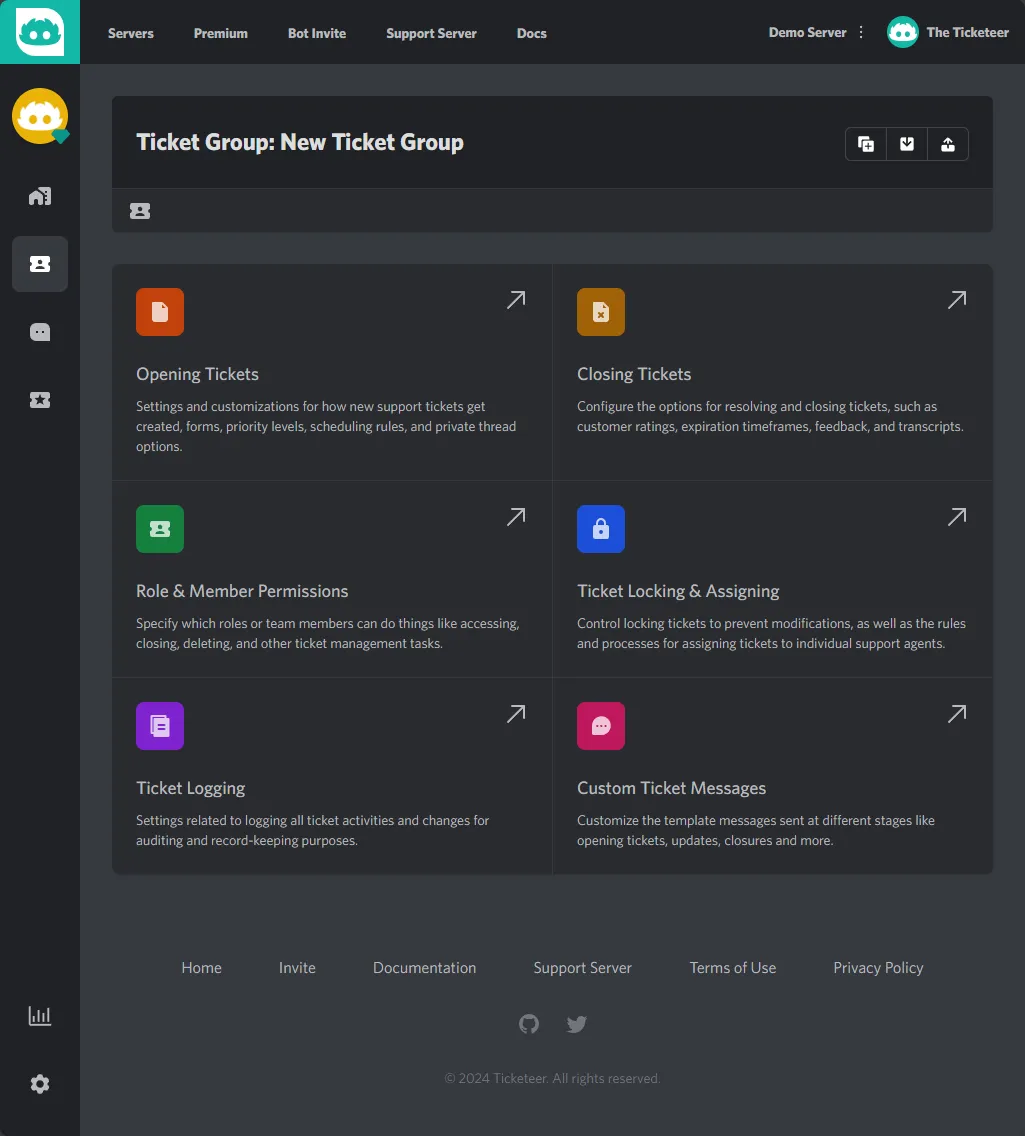 Servers Premium Bot Invite Support Server Docs Demo Server The Ticketeer
Ticket Group: New Ticket Group
Opening Tickets
Settings and customizations for how new support tickets get
created, forms, priority levels, scheduling rules, and private thread
options.
Closing Tickets
Configure the options for resolving and closing tickets, such as
customer ratings, expiration timeframes, feedback, and transcripts.
Role & Member Permissions
Specify which roles or team members can do things like accessing,
closing, deleting, and other ticket management tasks.
Ticket Locking & Assigning
Control locking tickets to prevent modifications, as well as the rules
and processes for assigning tickets to individual support agents.
Ticket Logging
Settings related to logging all ticket activities and changes for
auditing and record-keeping purposes.
Custom Ticket Messages
Customize the template messages sent at different stages like
opening tickets, updates, closures and more.
Home Invite Documentation Support Server Terms of Use Privacy Policy
© 2024 Ticketeer. All rights reserved.